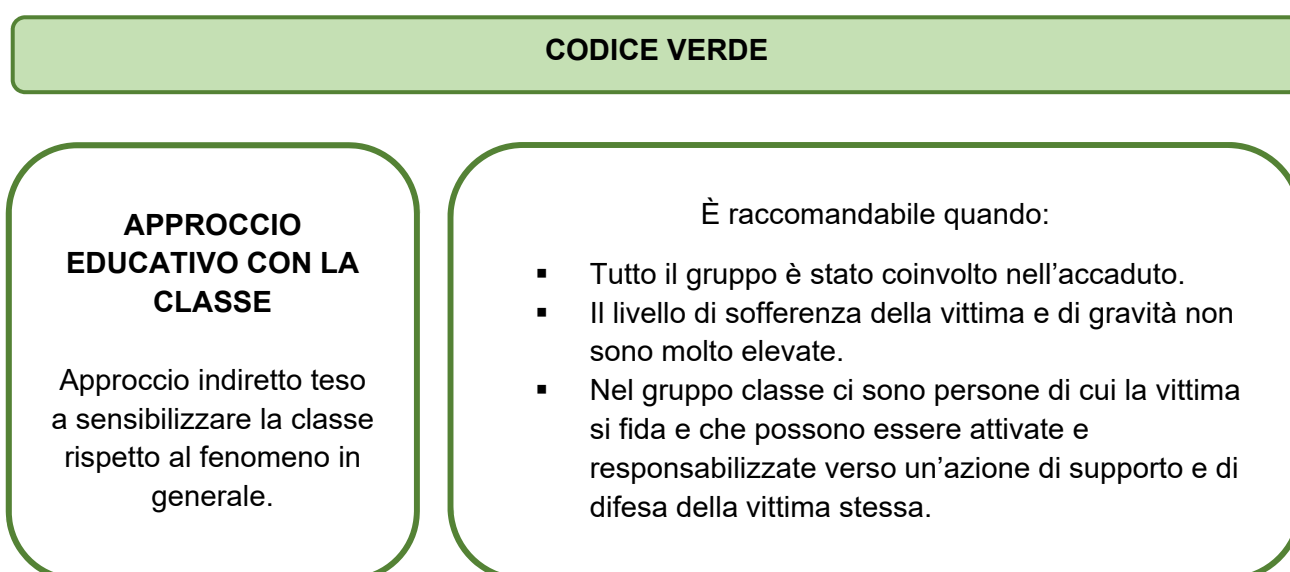 CODICE VERDE
APPROCCIO
EDUCATIVO CON LA
CLASSE
Approccio indiretto teso
a sensibilizzare la classe
rispetto al fenomeno in
generale.
È raccomandabile quando:
▪ Tutto il gruppo è stato coinvolto nell’accaduto.
▪ Il livello di sofferenza della vittima e di gravità non
sono molto elevate.
▪ Nel gruppo classe ci sono persone di cui la vittima
si fida e che possono essere attivate e
responsabilizzate verso un’azione di supporto e di
difesa della vittima stessa.